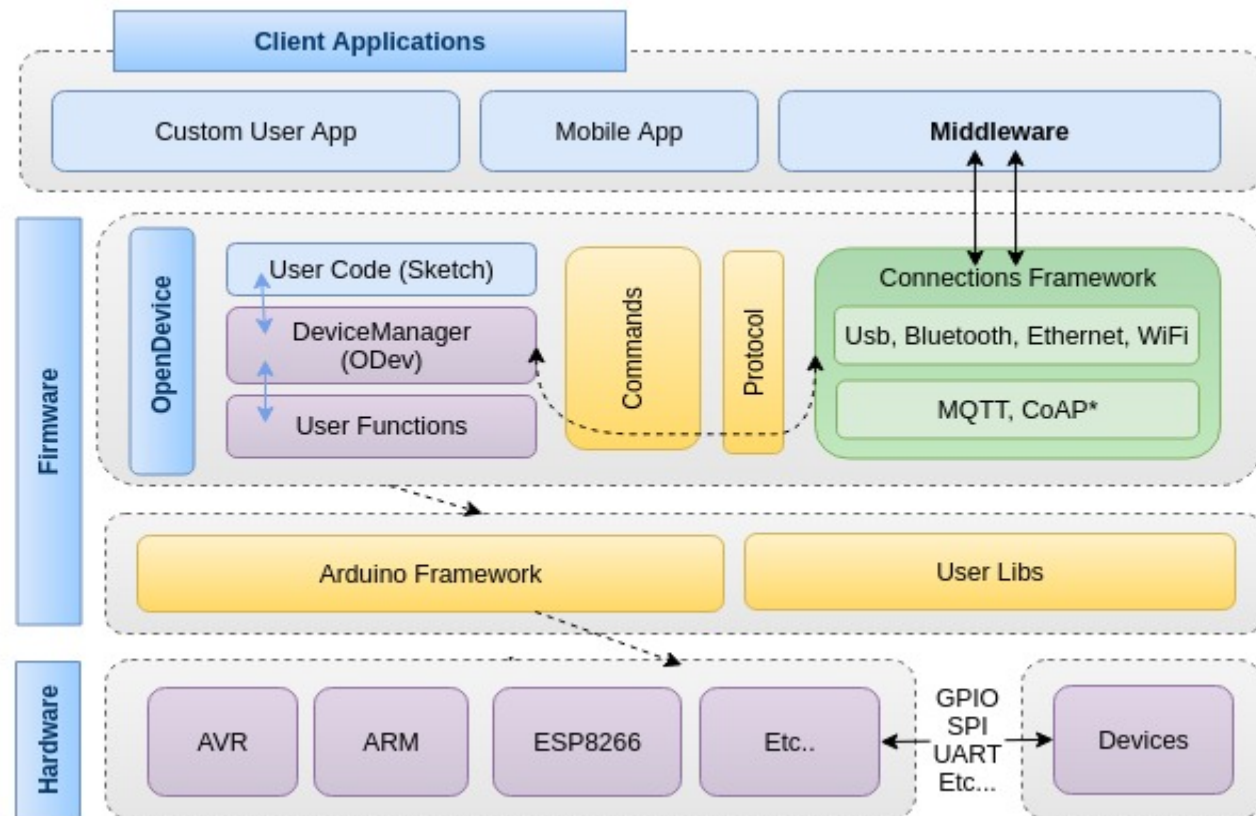 Client Applications
Custom User App
Mobile App
Middleware
Firmware
OpenDevice
User Code (Sketch)
DeviceManager
(ODev)
User Functions
Commands
Protocol
Connections Framework
Usb, Bluetooth, Ethernet, WiFi
MQTT, CoAP*
Arduino Framework
User Libs
Hardware
AVR
ARM
ESP8266
Etc..
GPIO
SPI
UART
Etc...
Devices